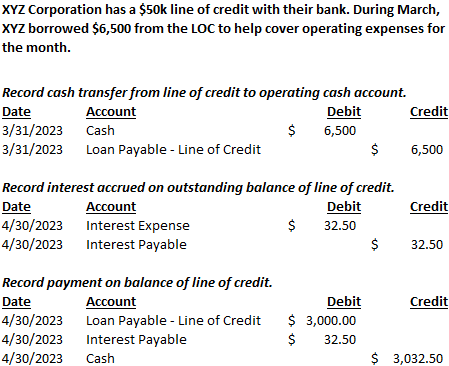 XYZ Corporation has a $50k line of credit with their bank. During March,
XYZ borrowed $6,500 from the LOC to help cover operating expenses for
the month.
Record cash transfer from line of credit to operating cash account.
Date Account Debit Credit
3/31/2023 Cash $ 6,500
3/31/2023 Loan Payable - Line of Credit $ 6,500
Record interest accrued on outstanding balance of line of credit.
Date Account Debit Credit
4/30/2023 Interest Expense $ 32.50
4/30/2023 Interest Payable $ 32.50
Record payment on balance of line of credit.
Date Account Debit Credit
4/30/2023 Loan Payable - Line of Credit $ 3,000.00
4/30/2023 Interest Payable $ 32.50
4/30/2023 Cash $ 3,032.50